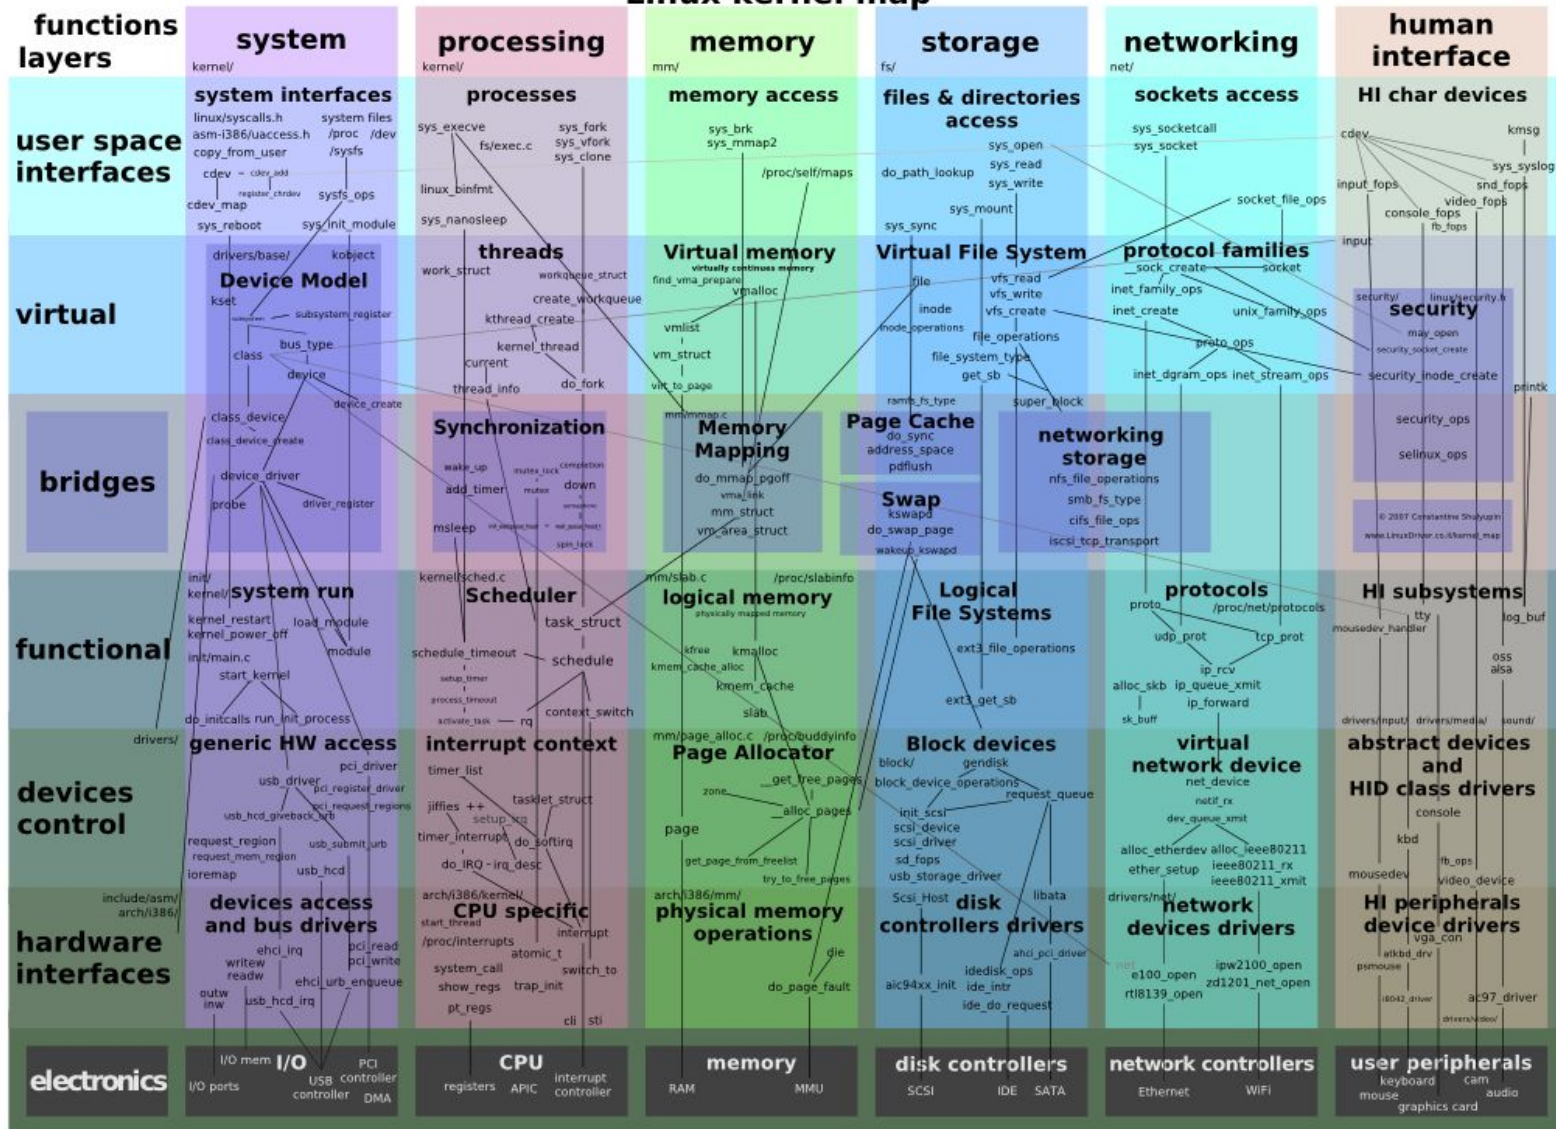 Linux kernel map
functions
layers
system
kernel/
processing
kernel/
memory
mm/
storage
fs/
networking
net/
human
interface
user space
interfaces
system interfaces
linux/syscalls.h
system files
asm-i386/uaccess.h
/proc /dev
copy_from_user
/sysfs
cdev
cdev_add
register_chrdev
cdev_map
sysfs_ops
sys_reboot
sys_init_module
processes
sys_execve
sys_fork
fs/exec.c
sys_vfork
sys_clone
linux_binfmt
sys_nanosleep
memory access
sys_brk
sys_mmap2
/proc/self/maps
files & directories
access
sys_open
do_path_lookup
sys_read
sys_write
sys_mount
sys_sync
sockets access
sys_socketcall
sys_socket
socket_file_ops
HI char devices
cdev
kmsg
sys_syslog
input_fops
snd_fops
video_fops
console_fops
fb_fops
virtual
drivers/base/
kobject
Device Model
kset
subsystem_register
bus_type
class
device
device_create
threads
work_struct
workqueue_struct
create_workqueue
kthread_create
kernel_thread
current
thread_info
do_fork
Virtual memory
virtually continues memory
find_vma_prepare
vmalloc
vmlist
vm_struct
virt_to_page
Virtual File System
file
vfs_read
vfs_write
inode
vfs_create
inode_operations
file_operations
file_system_type
get_sb
ramfs_fs_type
super_block
protocol families
__sock_create
socket
inet_family_ops
inet_create
unix_family_ops
proto_ops
inet_dgram_ops
inet_stream_ops
input
security/
linux/security.h
security
may_open
security_socket_create
security_inode_create
printk
security_ops
selinux_ops
© 2007 Constantine Shulyupin
www.LinuxDriver.co.il/kernel_map
bridges
class_device
class_device_create
device_driver
probe
driver_register
Synchronization
wake_up
mutex_lock
completion
add_timer
mutex
down
msleep
spin_lock
mm/mmap.c
Memory
Mapping
do_mmap_pgoff
vma_link
mm_struct
vm_area_struct
Page Cache
do_sync
address_space
pdflush
Swap
kswapd
do_swap_page
wakeup_kswapd
networking
storage
nfs_file_operations
smb_fs_type
cifs_file_ops
iscsi_tcp_transport
functional
init/
kernel/
system run
kernel_restart
kernel_power_off
load_module
init/main.c
module
start_kernel
do_initcalls
run_init_process
drivers/
kernel/sched.c
Scheduler
task_struct
schedule_timeout
schedule
setup_timer
process_timeout
activate_task
rq
context_switch
mm/slab.c
/proc/slabinfo
logical memory
physically mapped memory
kfree
kmalloc
kmem_cache_alloc
kmem_cache
slab
Logical
File Systems
ext3_file_operations
ext3_get_sb
protocols
proto
/proc/net/protocols
udp_prot
tcp_prot
ip_rcv
alloc_skb
ip_queue_xmit
sk_buff
ip_forward
HI subsystems
tty
log_buf
mousedev_handler
oss
alsa
drivers/input/
drivers/media/
sound/
devices
control
generic HW access
pci_driver
usb_driver
pci_register_driver
pci_request_regions
usb_hcd_giveback_urb
request_region
usb_submit_urb
request_mem_region
ioremap
usb_hcd
include/asm/
arch/i386/
interrupt context
timer_list
jiffies ++
tasklet_struct
setup_irq
timer_interrupt
do_softirq
do_IRQ
irq_desc
mm/page_alloc.c
/proc/buddyinfo
Page Allocator
__get_free_pages
zone
__alloc_pages
page
get_page_from_freelist
try_to_free_pages
Block devices
block/
gendisk
block_device_operations
request_queue
init_scsi
scsi_device
scsi_driver
sd_fops
usb_storage_driver
virtual
network device
net_device
netif_rx
dev_queue_xmit
alloc_etherdev
alloc_ieee80211
ether_setup
ieee80211_rx
ieee80211_xmit
abstract devices
and
HID class drivers
console
kbd
fb_ops
mousedev
video_device
hardware
interfaces
devices access
and bus drivers
ehci_irq
pci_read
pci_write
writew
readw
ehci_urb_enqueue
outw
inw
usb_hcd_irq
arch/i386/kernel/
CPU specific
start_thread
interrupt
/proc/interrupts
atomic_t
system_call
switch_to
show_regs
trap_init
pt_regs
cli
sti
arch/i386/mm/
physical memory
operations
die
do_page_fault
Scsi_Host
libata
disk
controllers drivers
ahci_pci_driver
idedisk_ops
aic94xx_init
ide_intr
ide_do_request
drivers/net/
network
devices drivers
net
ipw2100_open
e100_open
zd1201_net_open
rtl8139_open
HI peripherals
device drivers
vga_con
atkbd_drv
psmouse
i8042_driver
ac97_driver
drivers/video/
electronics
I/O mem
I/O
PCI
controller
I/O ports
USB
controller
DMA
CPU
registers
APIC
interrupt
controller
memory
RAM
MMU
disk controllers
SCSI
IDE
SATA
network controllers
Ethernet
WiFi
user peripherals
keyboard
cam
mouse
audio
graphics card